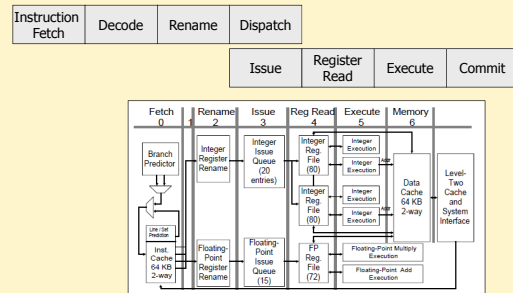 Instruction
Fetch
Decode
Rename
Dispatch
Issue
Register
Read
Execute
Commit
Fetch
0
1
Rename
2
Issue
3
Reg Read
4
Execute
5
Memory
6
Branch
Predictor
Line / Set
Prediction
Inst.
Cache
64 KB
2-way
Integer
Register
Rename
Floating-
Point
Register
Rename
Integer
Issue
Queue
(20
entries)
Floating-
Point
Issue
Queue
(15)
Integer
Reg.
File
(80)
Integer
Reg.
File
(80)
FP
Reg.
File
(72)
Integer
Execution
Integer
Execution
Addr
Integer
Execution
Integer
Execution
Addr
Floating-Point Multiply
Execution
Floating-Point Add
Execution
Data
Cache
64 KB
2-way
Level-
Two
Cache
and
System
Interface